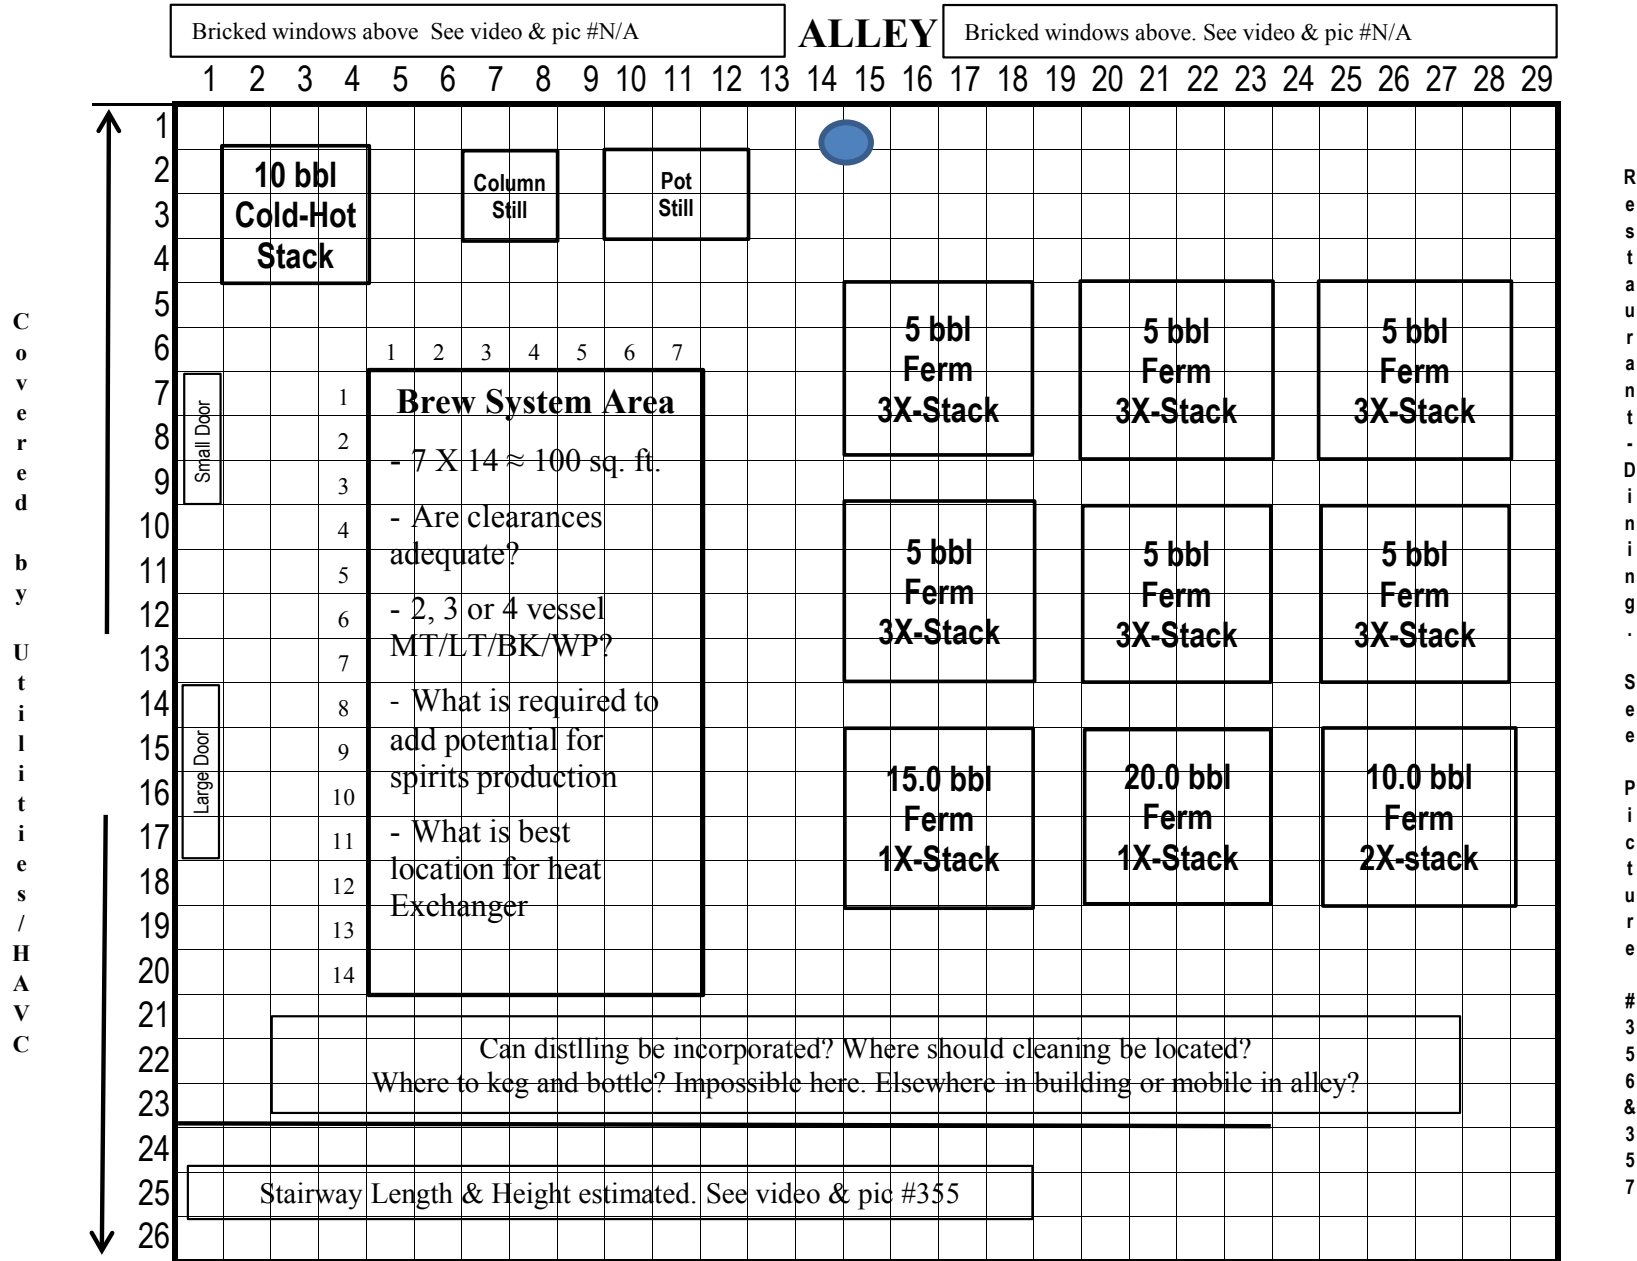 Bricked windows above  See video & pic #N/A
ALLEY
Bricked windows above. See video & pic #N/A
1 2 3 4 5 6 7 8 9 10 11 12 13 14 15 16 17 18 19 20 21 22 23 24 25 26 27 28 29
1
2
3
4
5
6
7
8
9
10
11
12
13
14
15
16
17
18
19
20
21
22
23
24
25
26
Covered by Utilities/HAVC
10 bbl
Cold-Hot
Stack
Column
Still
Pot
Still
Small Door
Large Door
1 2 3 4 5 6 7
1
2
3
4
5
6
7
8
9
10
11
12
13
14
Brew System Area
- 7 X 14 ≈ 100 sq. ft.
- Are clearances
adequate?
- 2, 3 or 4 vessel
MT/LT/BK/WP?
- What is required to
add potential for
spirits production
- What is best
location for heat
Exchanger
5 bbl
Ferm
3X-Stack
5 bbl
Ferm
3X-Stack
5 bbl
Ferm
3X-Stack
5 bbl
Ferm
3X-Stack
5 bbl
Ferm
3X-Stack
5 bbl
Ferm
3X-Stack
15.0 bbl
Ferm
1X-Stack
20.0 bbl
Ferm
1X-Stack
10.0 bbl
Ferm
2X-stack
Can distlling be incorporated? Where should cleaning be located?
Where to keg and bottle? Impossible here. Elsewhere in building or mobile in alley?
Stairway Length & Height estimated. See video & pic #355
Restaurant-Dining. See Picture #356&357